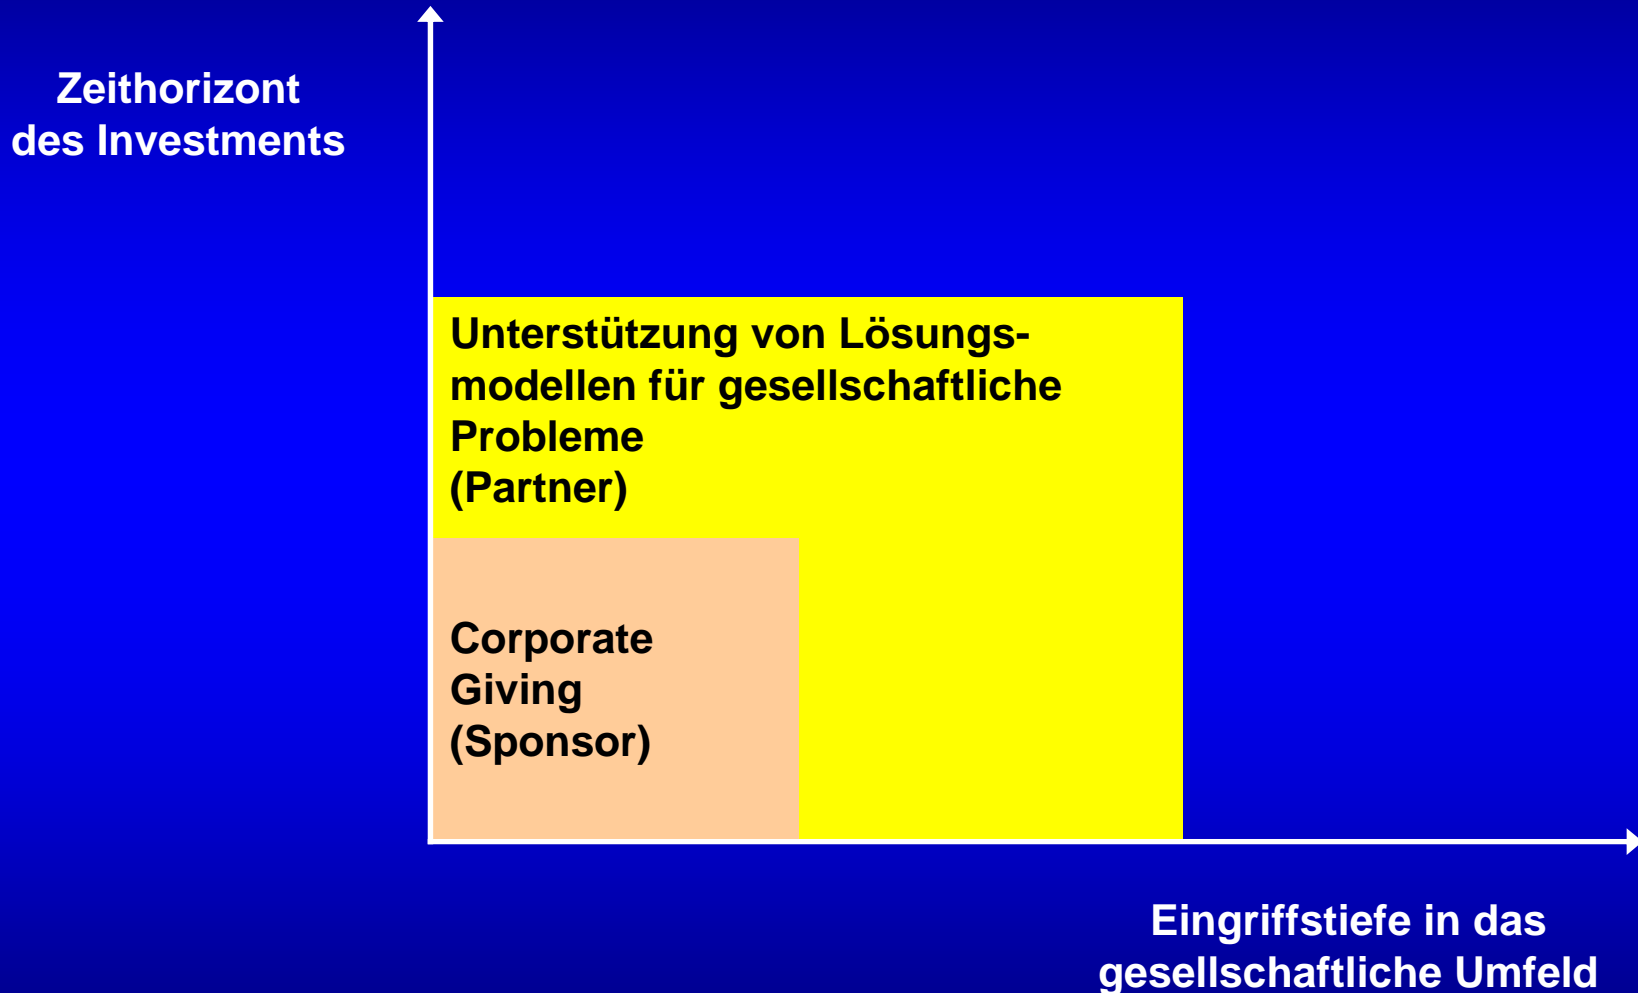 Zeithorizont
des Investments
Unterstützung von Lösungs-
modellen für gesellschaftliche
Probleme
(Partner)
Corporate
Giving
(Sponsor)
Eingriffstiefe in das
gesellschaftliche Umfeld